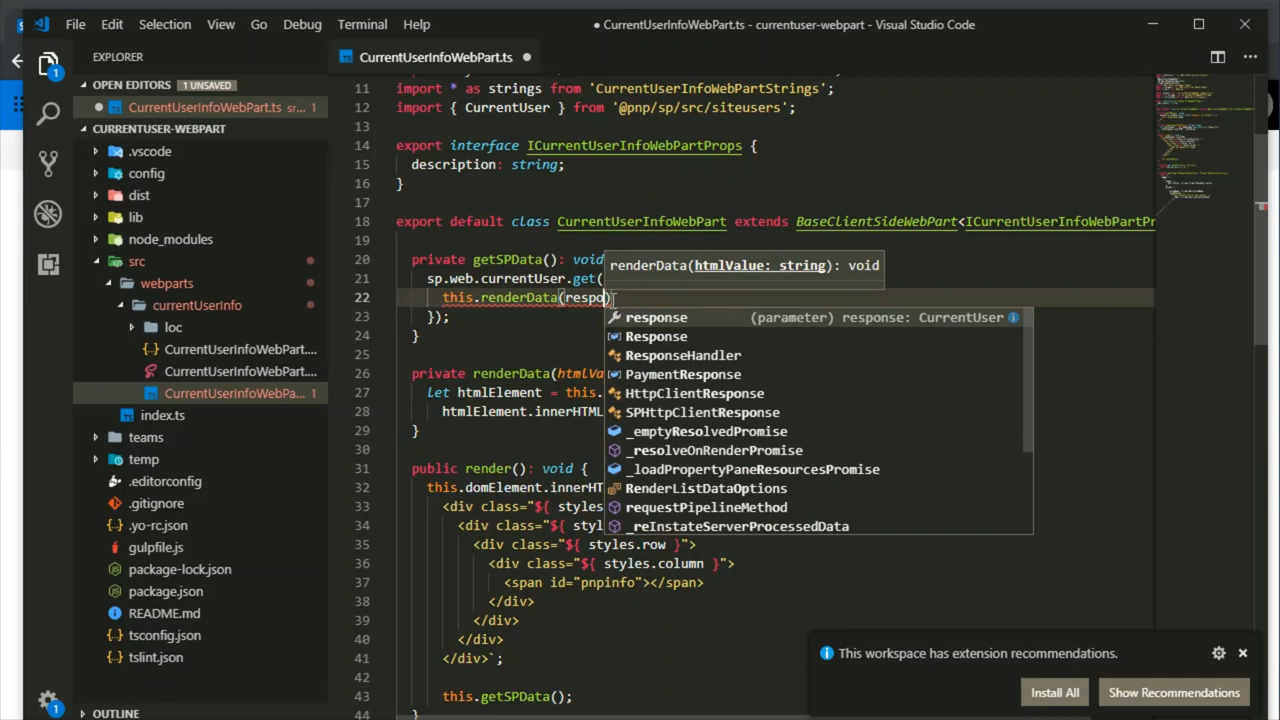 File Edit Selection View Go Debug Terminal Help
● CurrentUserInfoWebPart.ts - currentuser-webpart - Visual Studio Code
EXPLORER
OPEN EDITORS 1 UNSAVED
CurrentUserInfoWebPart.ts sr... 1
CURRENTUSER-WEBPART
.vscode
config
dist
lib
node_modules
src
webparts
currentUserInfo
loc
CurrentUserInfoWebPart....
CurrentUserInfoWebPart....
CurrentUserInfoWebPa... 1
index.ts
teams
temp
.editorconfig
.gitignore
.yo-rc.json
gulpfile.js
package-lock.json
package.json
README.md
tsconfig.json
tslint.json
OUTLINE
1
1
CurrentUserInfoWebPart.ts ●
11 import * as strings from 'CurrentUserInfoWebPartStrings';
12 import { CurrentUser } from '@pnp/sp/src/siteusers';
13
14 export interface ICurrentUserInfoWebPartProps {
15 description: string;
16 }
17
18 export default class CurrentUserInfoWebPart extends BaseClientSideWebPart<ICurrentUserInfoWebPartPr
19
20 private getSPData(): void
21 sp.web.currentUser.get(
22 this.renderData(respo)
23 });
24 }
25
26 private renderData(htmlVa
27 let htmlElement = this.
28 htmlElement.innerHTML
29 }
30
31 public render(): void {
32 this.domElement.innerHT
33 <div class="${ styles
34 <div class="${ styl
35 <div class="${ styles.row }">
36 <div class="${ styles.column }">
37 <span id="pnpinfo"></span>
38 </div>
39 </div>
40 </div>
41 </div>`;
42
43 this.getSPData();
44 }
renderData(htmlValue: string): void
response (parameter) response: CurrentUser
Response
ResponseHandler
PaymentResponse
HttpClientResponse
SPHttpClientResponse
_emptyResolvedPromise
_resolveOnRenderPromise
_loadPropertyPaneResourcesPromise
RenderListDataOptions
requestPipelineMethod
_reInstateServerProcessedData
This workspace has extension recommendations.
Install All
Show Recommendations